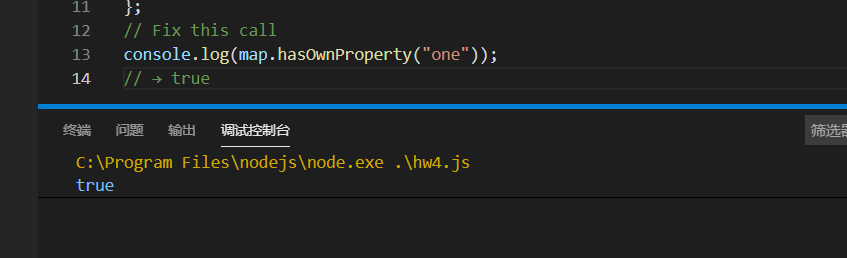 11 };
12 // Fix this call
13 console.log(map.hasOwnProperty("one"));
14 // → true
终端 问题 输出 调试控制台 筛选器
C:\Program Files\nodejs\node.exe .\hw4.js
true